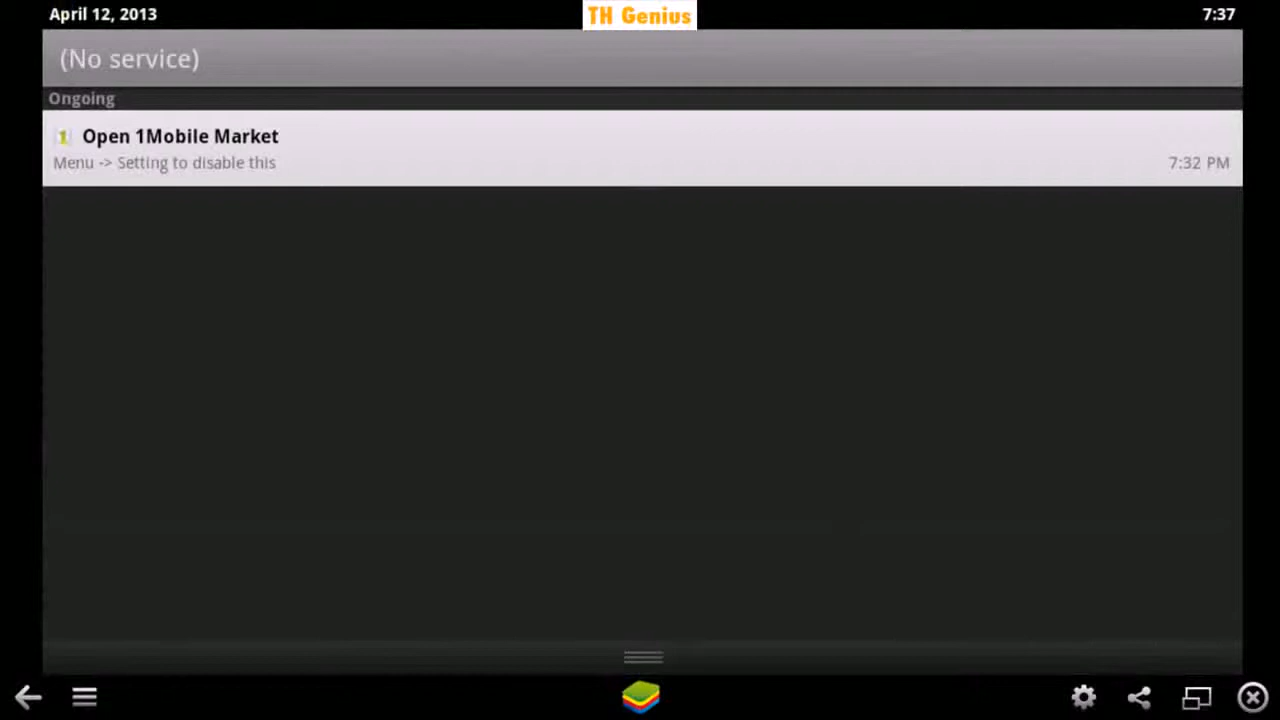 April 12, 2013
TH Genius
7:37
(No service)
Ongoing
1 Open 1Mobile Market
Menu -> Setting to disable this
7:32 PM